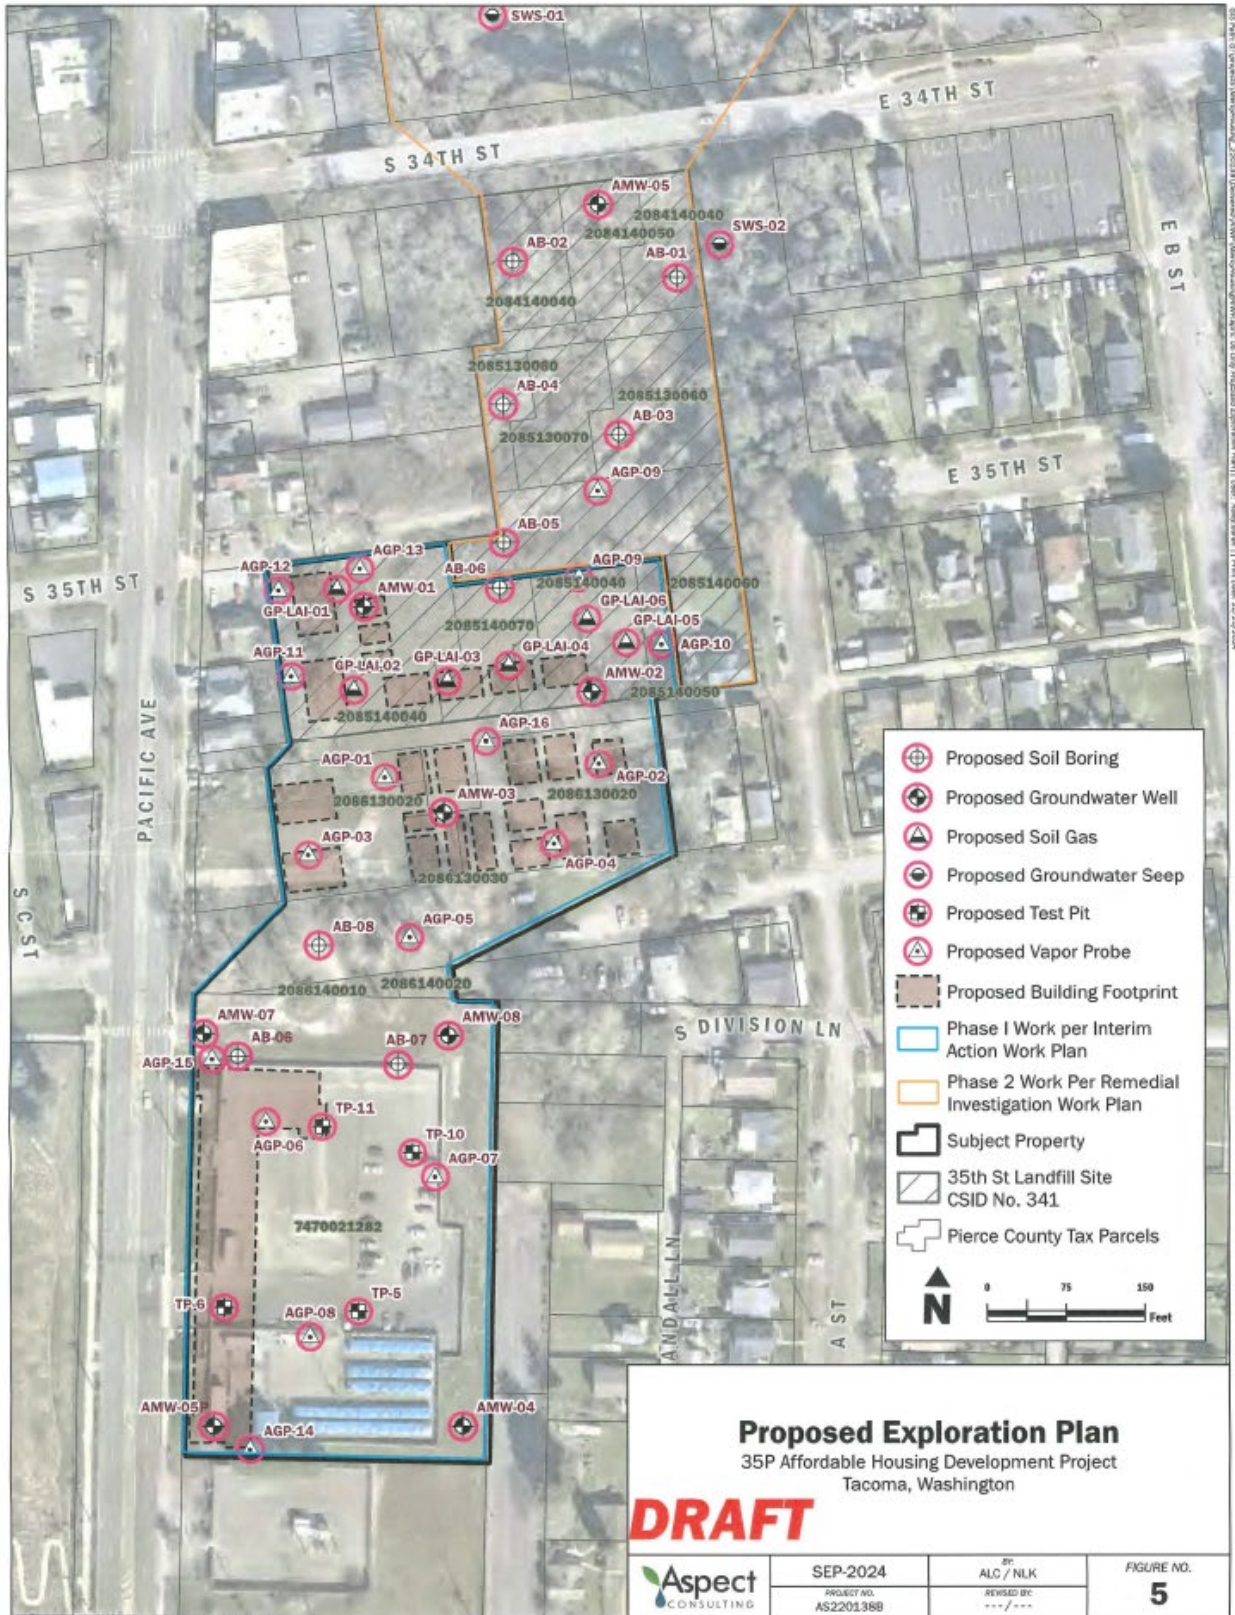 SWS-01
E 34TH ST
S 34TH ST
AMW-05
2084140040
2084140050
SWS-02
AB-02
AB-01
E B ST
2084140040
2085130060
AB-04
2085130060
AB-03
2085130070
E 35TH ST
AGP-09
AB-05
AGP-13
AGP-12
AB-06
AGP-09
2085140040
2085140060
S 35TH ST
AMW-01
GP-LAI-01
GP-LAI-06
GP-LAI-05
2085140070
AGP-10
AGP-11
GP-LAI-02
GP-LAI-03
GP-LAI-04
AMW-02
2085140050
2085140040
PACIFIC AVE
AGP-16
AGP-01
AGP-02
2086130020
2086130020
AMW-03
AGP-03
AGP-04
2086130030
S C ST
AB-08
AGP-05
2086140010
2086140020
AMW-07
AB-06
AMW-08
AB-07
S DIVISION LN
AGP-15
TP-11
AGP-06
TP-10
AGP-07
7470021282
TP-6
TP-5
AGP-08
ANDALL LN
A ST
AMW-05P
AMW-04
AGP-14
Proposed Soil Boring
Proposed Groundwater Well
Proposed Soil Gas
Proposed Groundwater Seep
Proposed Test Pit
Proposed Vapor Probe
Proposed Building Footprint
Phase I Work per Interim
Action Work Plan
Phase 2 Work Per Remedial
Investigation Work Plan
Subject Property
35th St Landfill Site
CSID No. 341
Pierce County Tax Parcels
N
0 75 150
Feet
Proposed Exploration Plan
35P Affordable Housing Development Project
Tacoma, Washington
DRAFT
Aspect
CONSULTING
SEP-2024
PROJECT NO.
AS220138B
BY:
ALC / NLK
REVISED BY:
---/---
FIGURE NO.
5